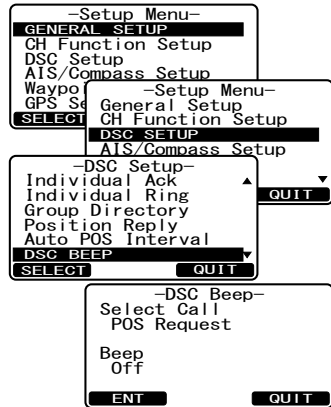 -Setup Menu-
GENERAL SETUP
CH Function Setup
DSC Setup
AIS/Compass Setup
GPS
SELECT
-Setup Menu-
General Setup
CH Function Setup
DSC SETUP
AIS/Compass Setup
QUIT
-DSC Setup-
Individual Ack
Individual Ring
Group Directory
Position Reply
Auto POS Interval
DSC BEEP
SELECT QUIT
-DSC Beep-
Select Call
POS Request
Beep
Off
ENT QUIT